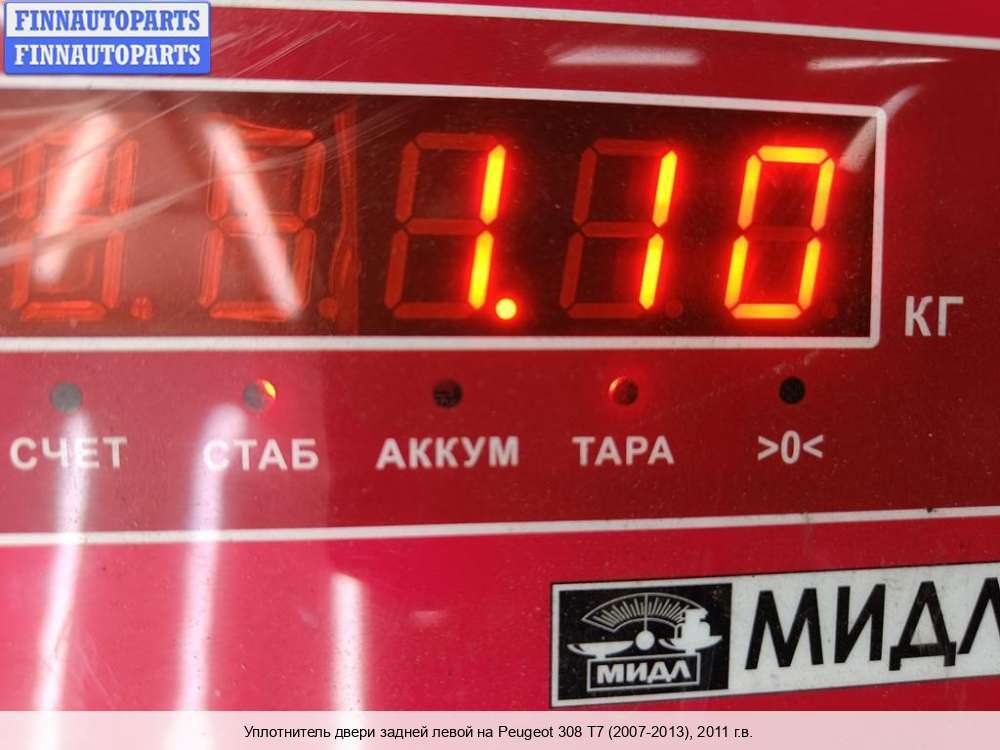 FINNAUTOPARTS
FINNAUTOPARTS
1.10
КГ
СЧЕТ СТАБ АККУМ ТАРА >0<
МИДЛ МИДЛ
Уплотнитель двери задней левой на Peugeot 308 T7 (2007-2013), 2011 г.в.